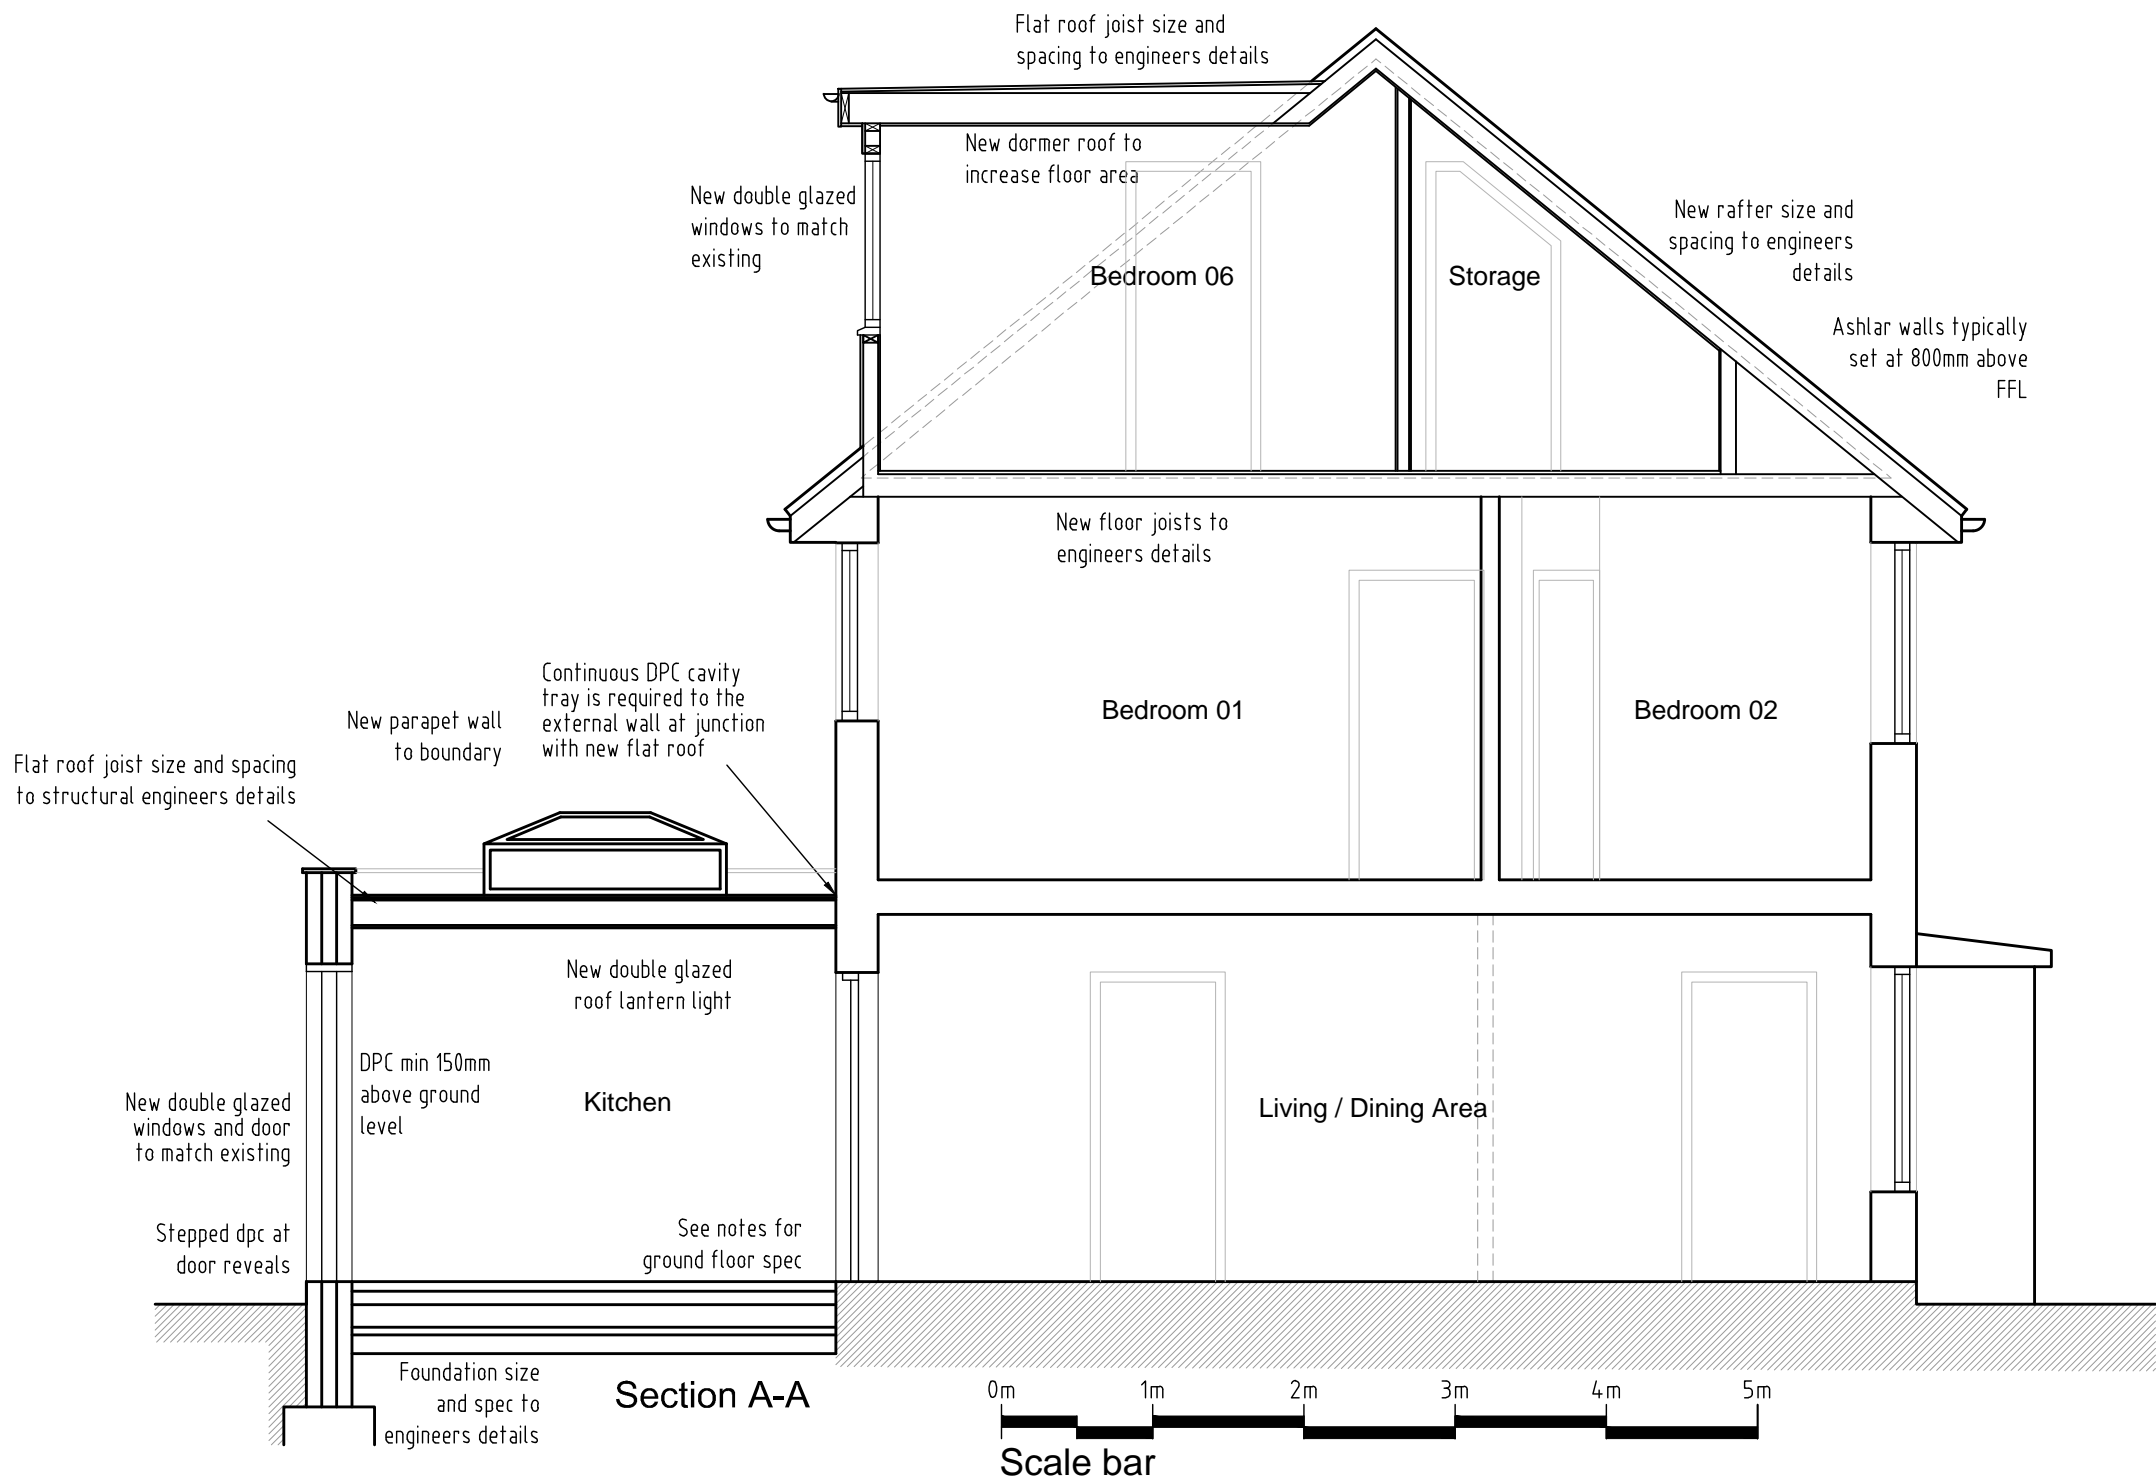 Flat roof joist size and
spacing to engineers details
New dormer roof to
increase floor area
New double glazed
windows to match
existing
New rafter size and
spacing to engineers
details
Bedroom 06
Storage
Ashlar walls typically
set at 800mm above
FFL
New floor joists to
engineers details
Continuous DPC cavity
tray is required to the
external wall at junction
with new flat roof
New parapet wall
to boundary
Flat roof joist size and spacing
to structural engineers details
Bedroom 01
Bedroom 02
New double glazed
roof lantern light
DPC min 150mm
above ground
level
New double glazed
windows and door
to match existing
Kitchen
Living / Dining Area
Stepped dpc at
door reveals
See notes for
ground floor spec
Foundation size
and spec to
engineers details
Section A-A
0m 1m 2m 3m 4m 5m
Scale bar